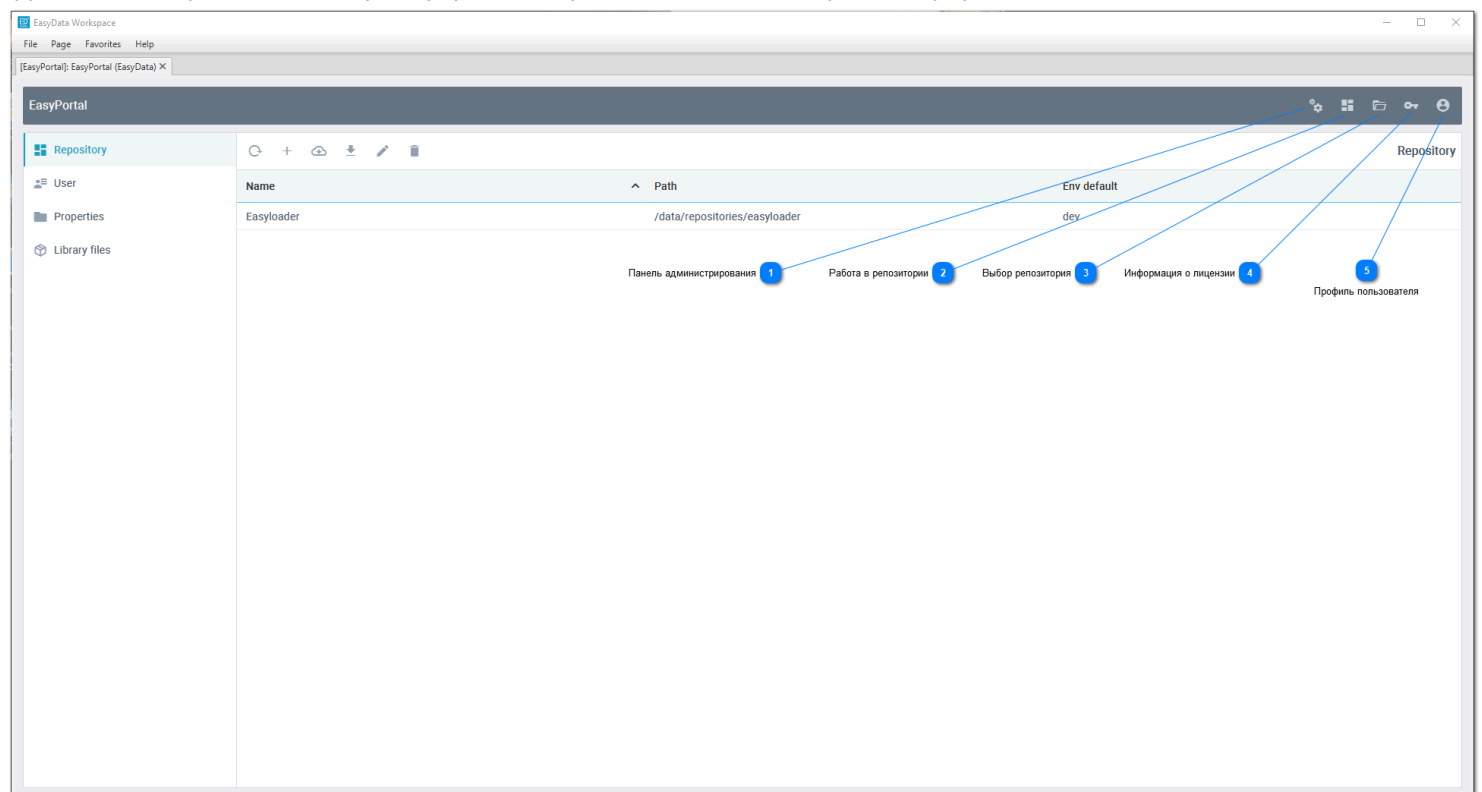 EasyData Workspace
File Page Favorites Help
[EasyPortal]: EasyPortal (EasyData) ×
EasyPortal
Repository
Repository
User
Name Path Env default
Properties
Easyloader /data/repositories/easyloader dev
Library files
Панель администрирования 1 Работа в репозитории 2 Выбор репозитория 3 Информация о лицензии 4 5
Профиль пользователя